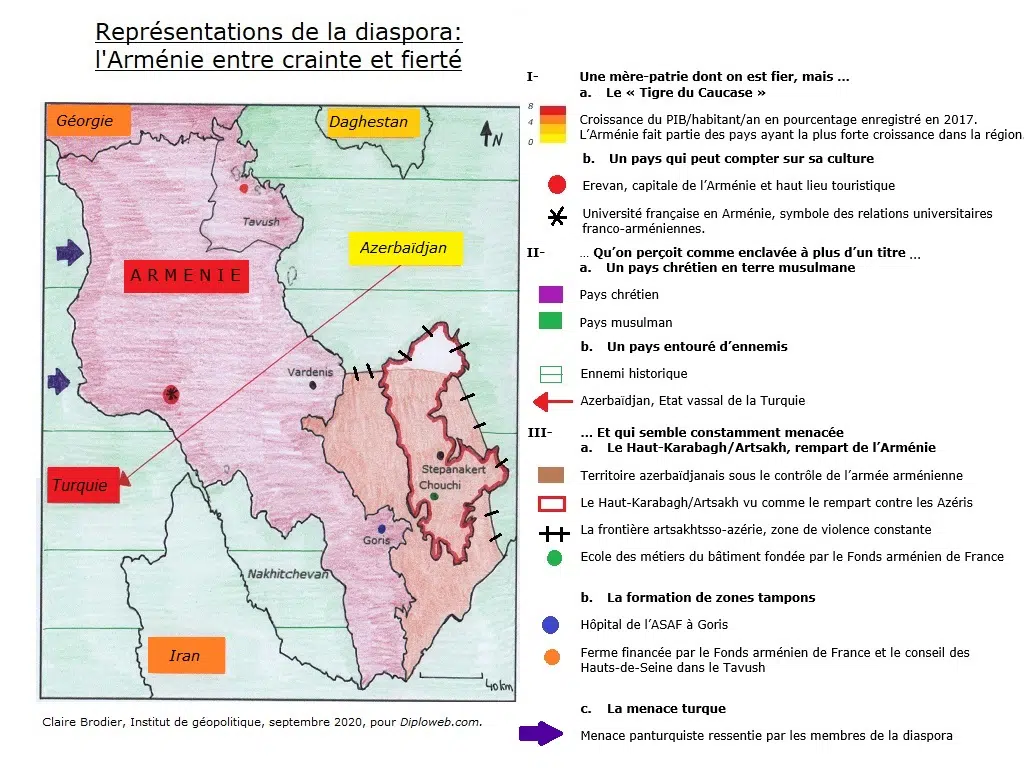 Représentations de la diaspora:
l'Arménie entre crainte et fierté
Géorgie
Daghestan
N
Tavush
Azerbaïdjan
ARMENIE
Vardenis
Turquie
Stepanakert
Chouchi
Goris
Nakhitchevan
Iran
40km
Claire Brodier, Institut de géopolitique, septembre 2020, pour Diploweb.com.
I- Une mère-patrie dont on est fier, mais ...
a. Le « Tigre du Caucase »
8
4
0
Croissance du PIB/habitant/an en pourcentage enregistré en 2017.
L’Arménie fait partie des pays ayant la plus forte croissance dans la région.
b. Un pays qui peut compter sur sa culture
Erevan, capitale de l’Arménie et haut lieu touristique
Université française en Arménie, symbole des relations universitaires
franco-arméniennes.
II- ... Qu’on perçoit comme enclavée à plus d’un titre ...
a. Un pays chrétien en terre musulmane
Pays chrétien
Pays musulman
b. Un pays entouré d’ennemis
Ennemi historique
Azerbaïdjan, Etat vassal de la Turquie
III- ... Et qui semble constamment menacée
a. Le Haut-Karabagh/Artsakh, rempart de l’Arménie
Territoire azerbaïdjanais sous le contrôle de l’armée arménienne
Le Haut-Karabagh/Artsakh vu comme le rempart contre les Azéris
La frontière artsakhtsso-azérie, zone de violence constante
Ecole des métiers du bâtiment fondée par le Fonds arménien de France
b. La formation de zones tampons
Hôpital de l’ASAF à Goris
Ferme financée par le Fonds arménien de France et le conseil des
Hauts-de-Seine dans le Tavush
c. La menace turque
Menace panturquiste ressentie par les membres de la diaspora